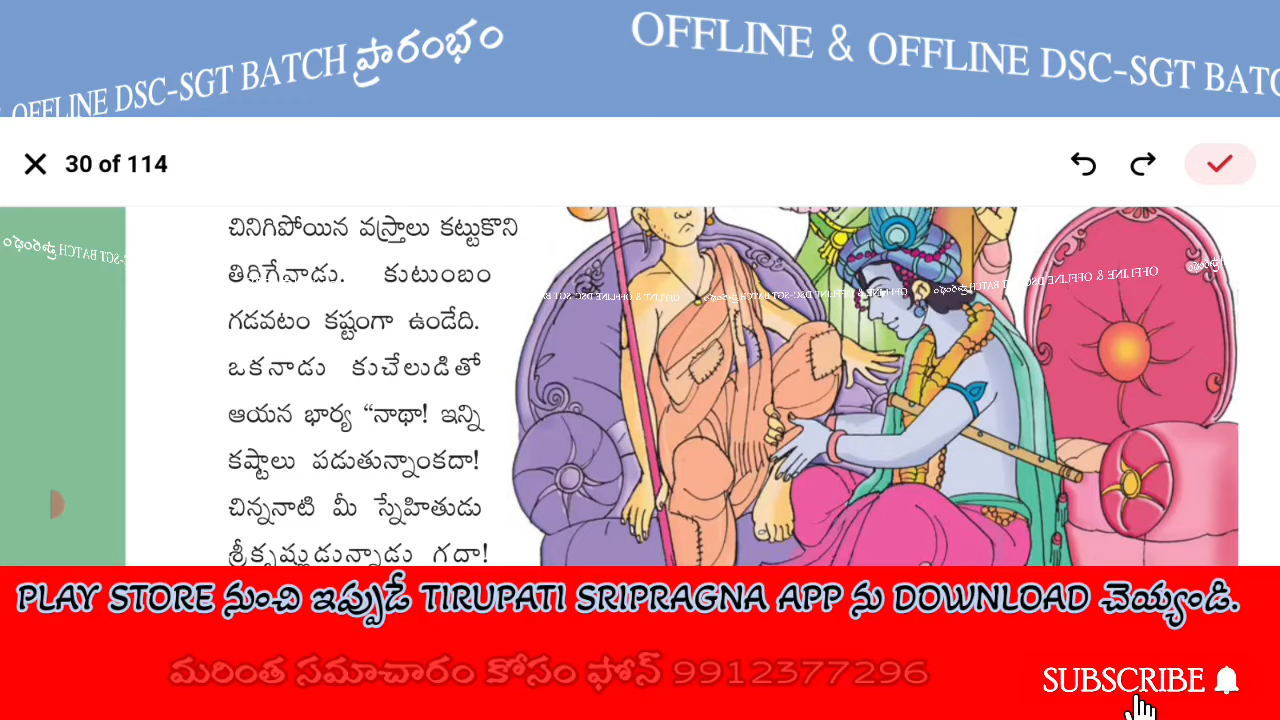 OFFLINE DSC-SGT BATCH ప్రారంభం
OFFLINE & OFFLINE DSC-SGT BATC
30 of 114
చినిగిపోయిన వస్త్రాలు కట్టుకొని
తిరిగేవాడు. కుటుంబం
గడవటం కష్టంగా ఉండేది.
ఒకనాడు కుచేలుడితో
ఆయన భార్య “నాథా! ఇన్ని
కష్టాలు పడుతున్నాంకదా!
చిన్ననాటి మీ స్నేహితుడు
శ్రీకృష్ణుడున్నాడు గదా!
PLAY STORE నుంచి ఇప్పుడే TIRUPATI SRIPRAGNA APP ను DOWNLOAD చెయ్యండి.
మరింత సమాచారం కోసం ఫోన్ 9912377296
SUBSCRIBE